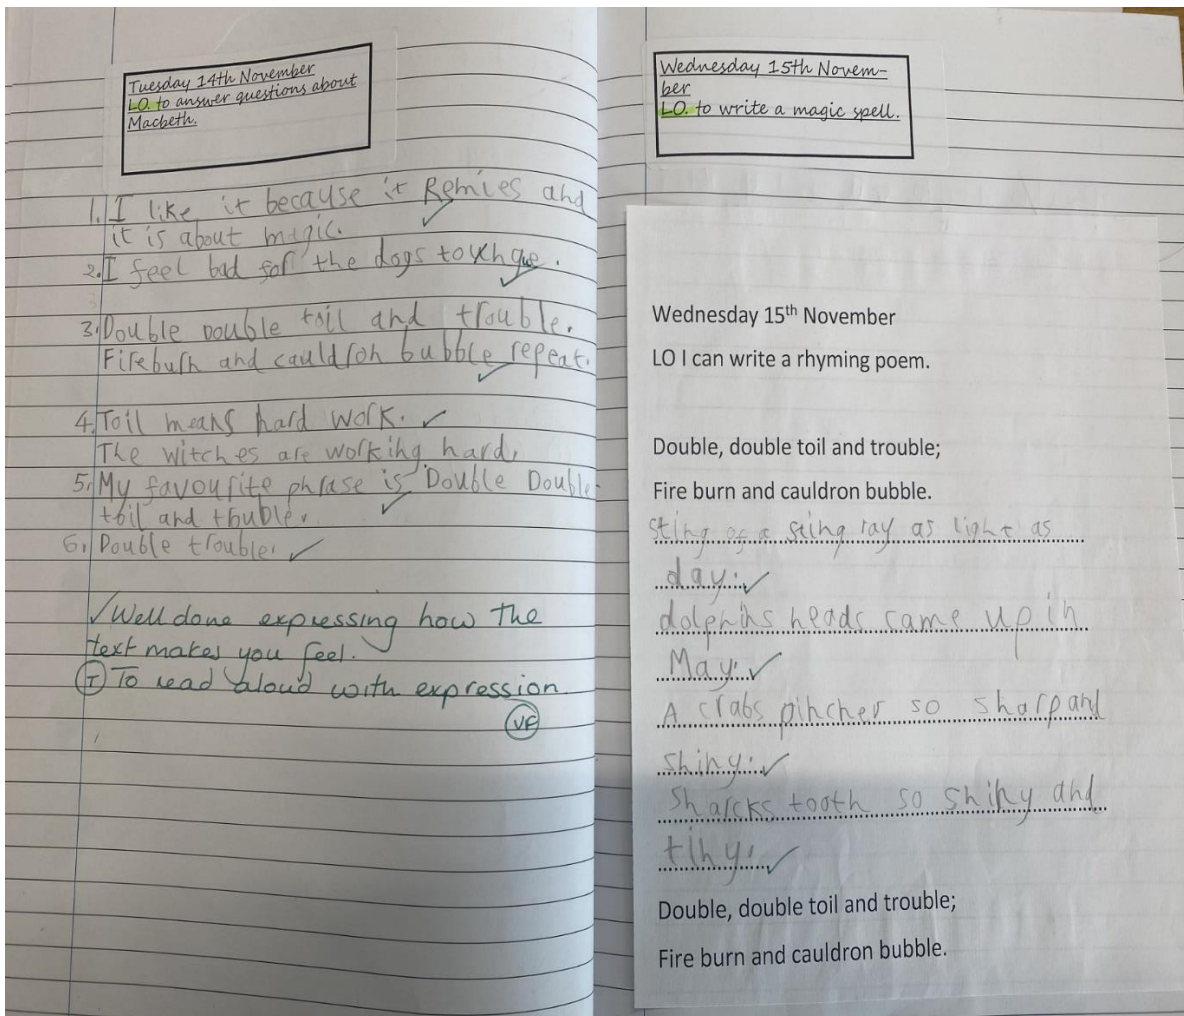 Tuesday 14th November
LO. to answer questions about
Macbeth.
1. I like it because it Remies and
it is about magic.
2. I feel bad for the dogs toungue.
3. Double Double toil and trouble.
Fireburn and cauldron bubble repeat.
4. Toil means hard work.
The witches are working hard.
5. My favourite phrase is Double Double
toil and truble.
6. Double trouble.
✓ Well done expressing how the
text makes you feel.
T To read aloud with expression
VF
Wednesday 15th Novem-
ber
LO. to write a magic spell.
Wednesday 15th November
LO I can write a rhyming poem.
Double, double toil and trouble;
Fire burn and cauldron bubble.
sting of a sting ray as light as
day.
dolphins heads came up in
May.
A crabs pincher so sharp and
shiny.
Sharcks tooth so shiny and
tiny.
Double, double toil and trouble;
Fire burn and cauldron bubble.